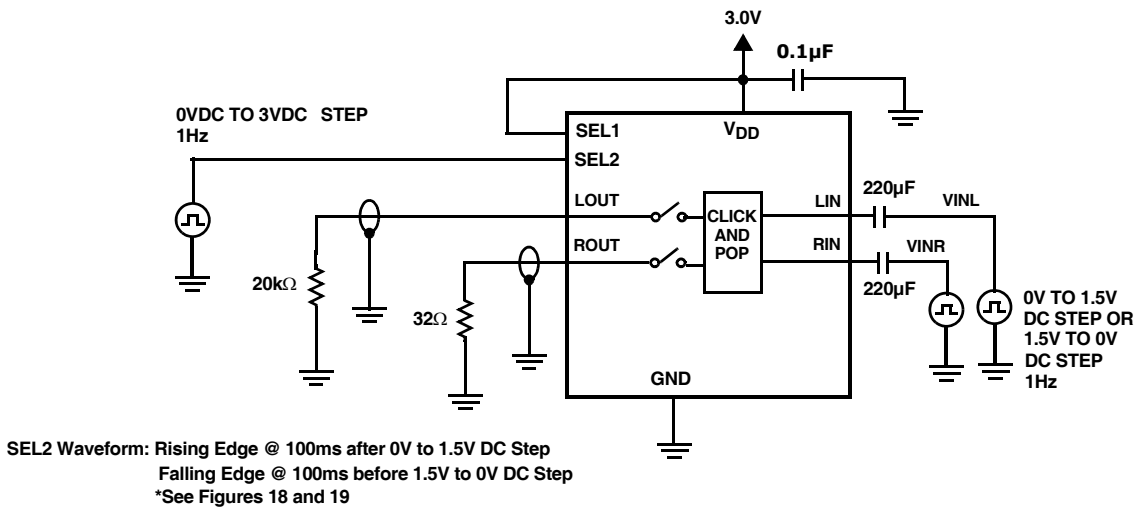 3.0V
0.1µF
0VDC TO 3VDC STEP
1Hz
SEL1
VDD
SEL2
LOUT
LIN
220µF
VINL
CLICK
AND
POP
ROUT
RIN
VINR
220µF
20kΩ
32Ω
0V TO 1.5V
DC STEP OR
1.5V TO 0V
DC STEP
1Hz
GND
SEL2 Waveform: Rising Edge @ 100ms after 0V to 1.5V DC Step
Falling Edge @ 100ms before 1.5V to 0V DC Step
*See Figures 18 and 19